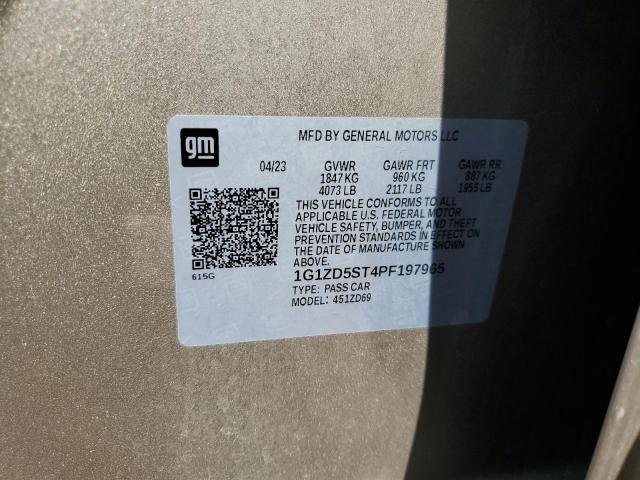 gm
MFD BY GENERAL MOTORS LLC
04/23 GVWR GAWR FRT GAWR RR
1847 KG 960 KG 887 KG
4073 LB 2117 LB 1955 LB
THIS VEHICLE CONFORMS TO ALL
APPLICABLE U.S. FEDERAL MOTOR
VEHICLE SAFETY, BUMPER, AND THEFT
PREVENTION STANDARDS IN EFFECT ON
THE DATE OF MANUFACTURE SHOWN
ABOVE.
615G
1G1ZD5ST4PF197965
TYPE: PASS CAR
MODEL: 451ZD69